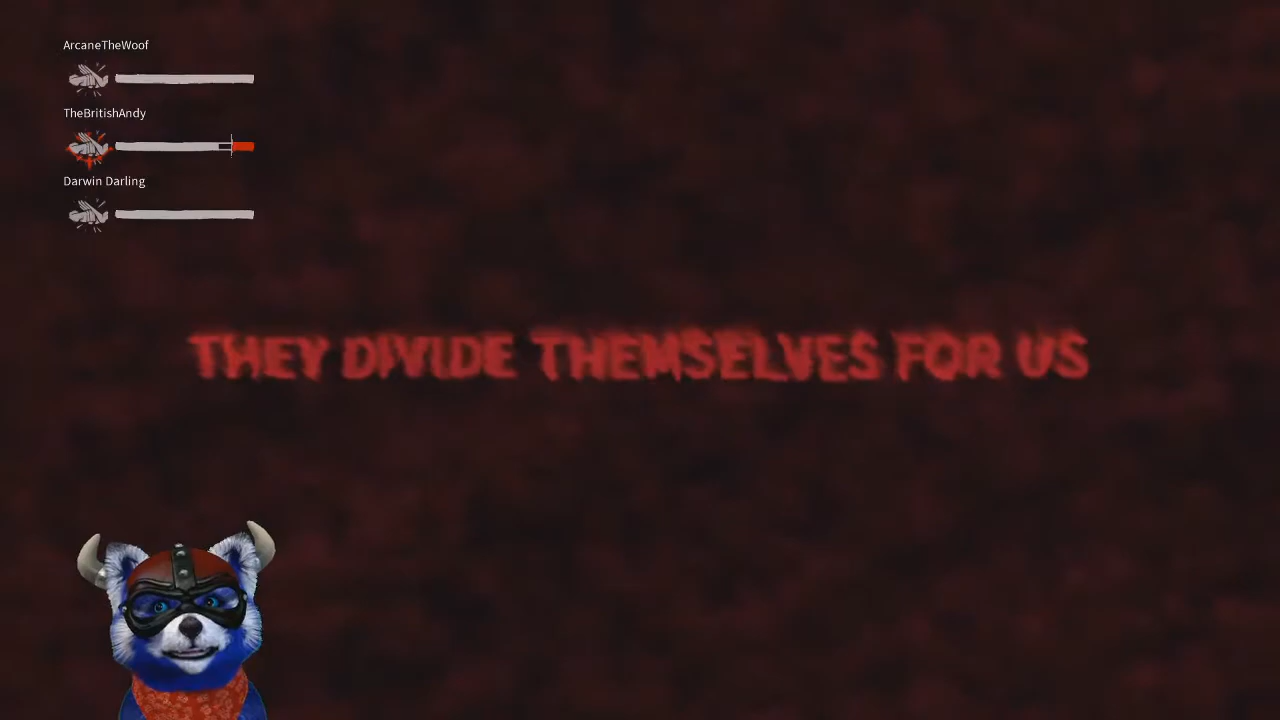 ArcaneTheWoof
TheBritishAndy
Darwin Darling
THEY DIVIDE THEMSELVES FOR US